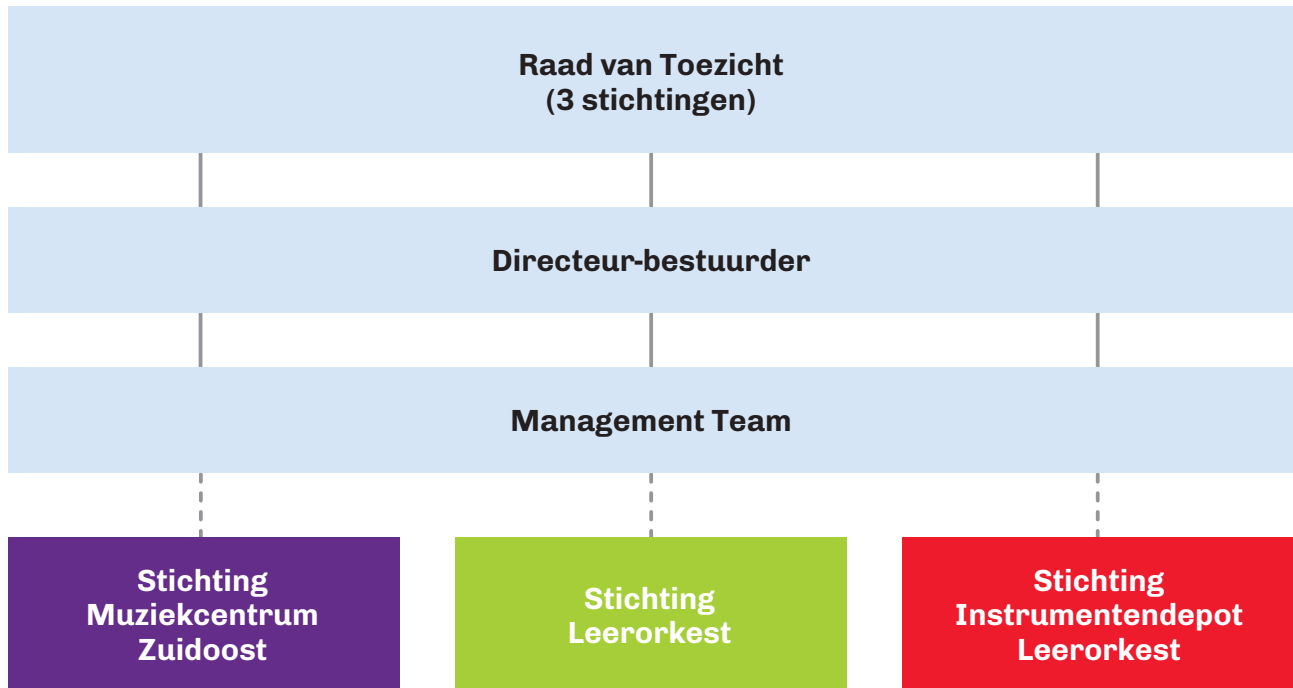 Raad van Toezicht
(3 stichtingen)
Directeur-bestuurder
Management Team
Stichting
Muziekcentrum
Zuidoost
Stichting
Leerorkest
Stichting
Instrumentendepot
Leerorkest